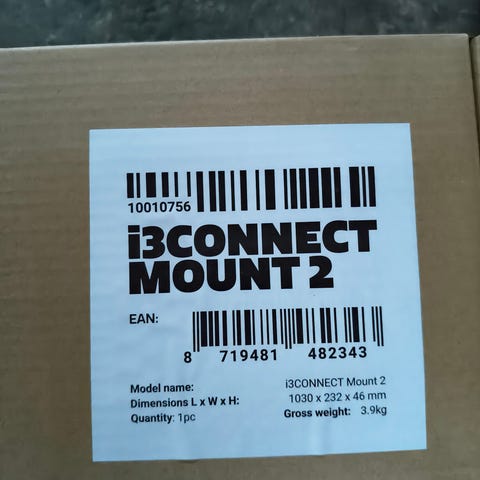 10010756
i3CONNECT
MOUNT 2
EAN:
8 719481 482343
Model name: i3CONNECT Mount 2
Dimensions L x W x H: 1030 x 232 x 46 mm
Quantity: 1pc Gross weight: 3.9kg